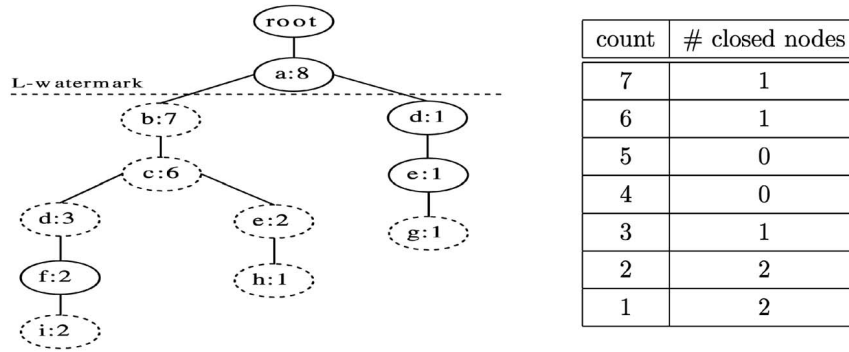 root
a:8
L-watermark
b:7
d:1
c:6
e:1
d:3
e:2
g:1
f:2
h:1
i:2
count # closed nodes
7 1
6 1
5 0
4 0
3 1
2 2
1 2